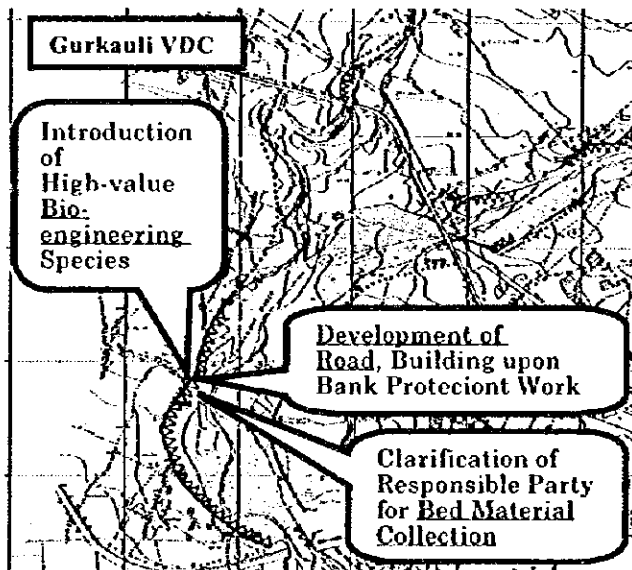 Gurkauli VDC
Introduction
of
High-value
Bio-
engineering
Species
Development of
Road, Building upon
Bank Proteciont Work
Clarification of
Responsible Party
for Bed Material
Collection